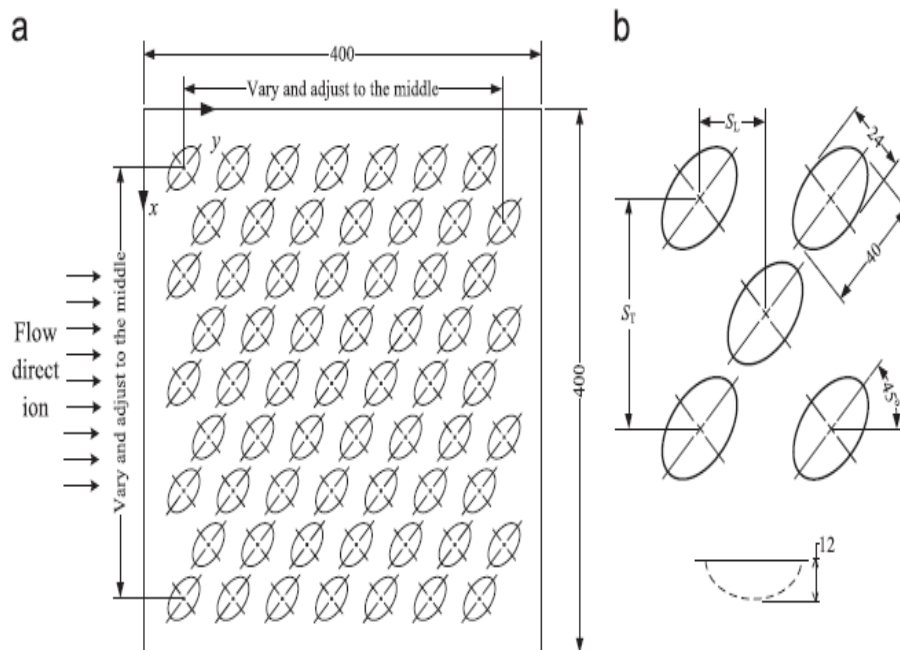 a
b
400
Vary and adjust to the middle
y
x
Vary and adjust to the middle
Flow
direct
ion
400
S_L
24
40
S_T
45°
12